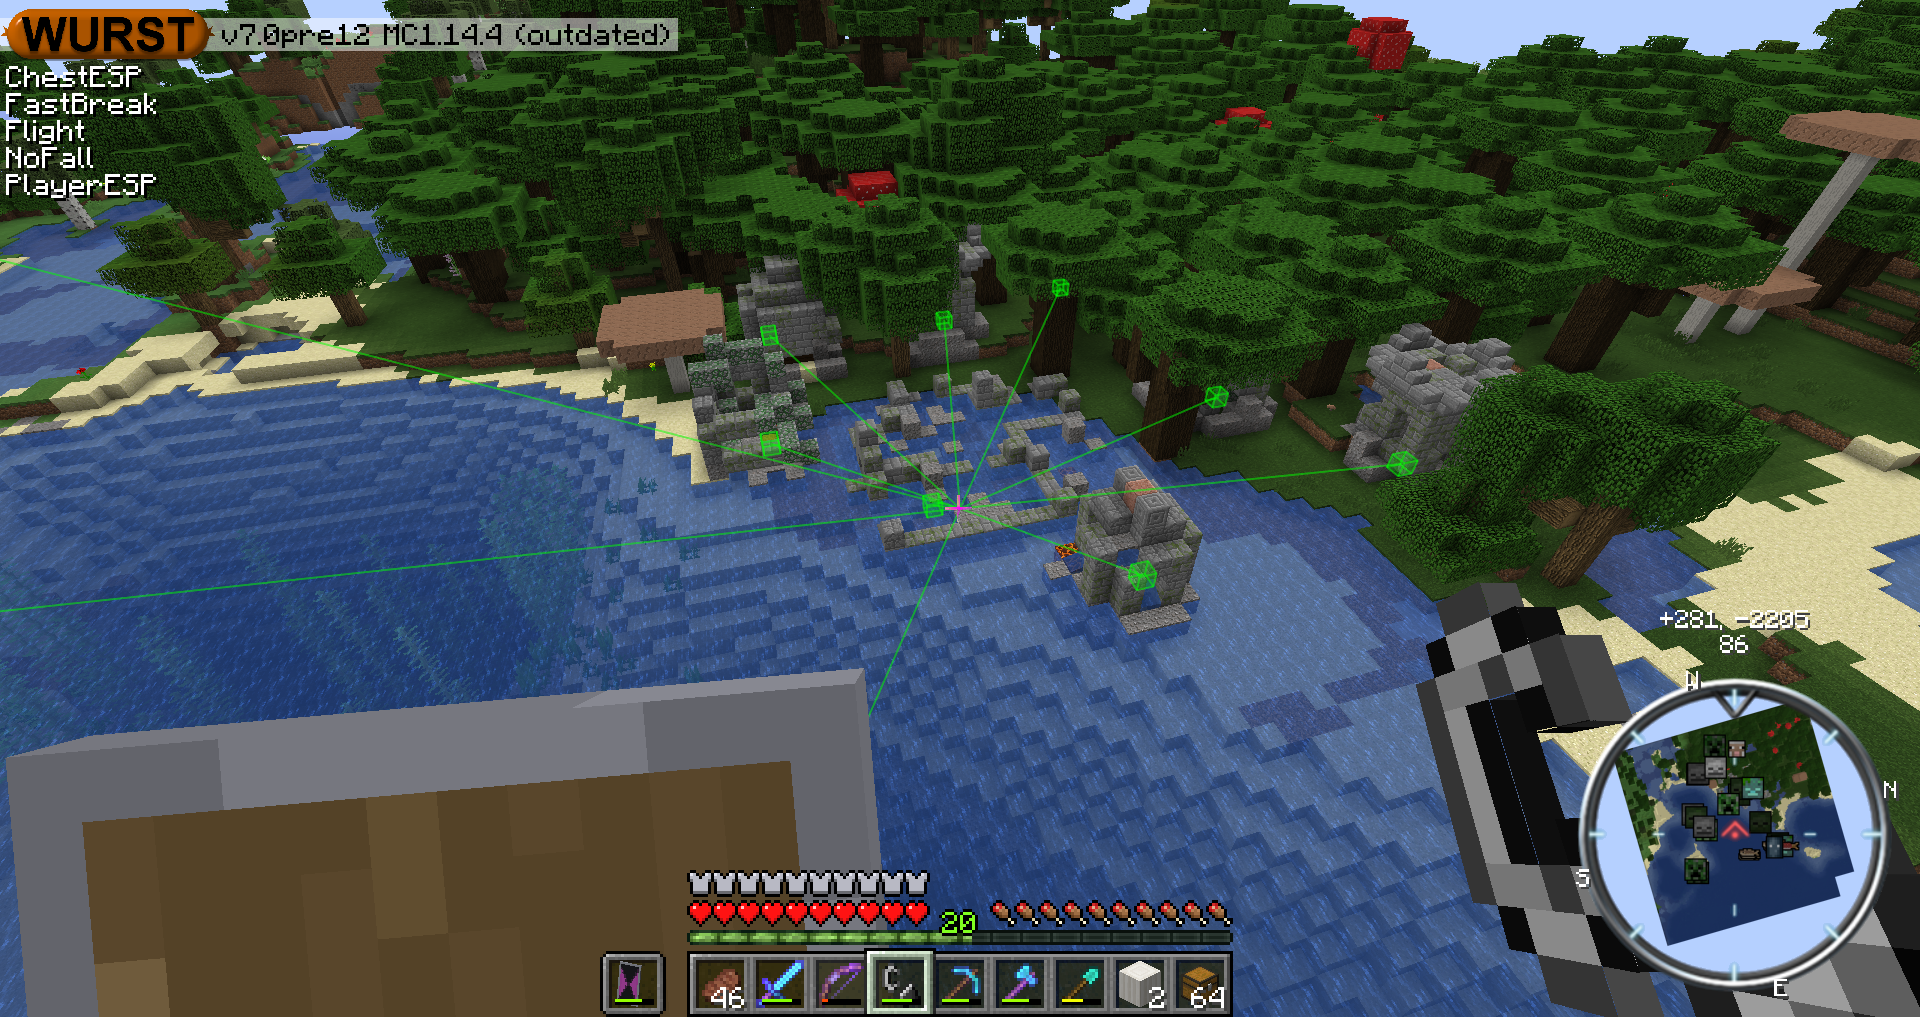 WURST v7.0pre12 MC1.14.4 (outdated)
ChestESP
FastBreak
Flight
NoFall
PlayerESP
+281, -2205
86
W
N
S
E
20
46
2
64